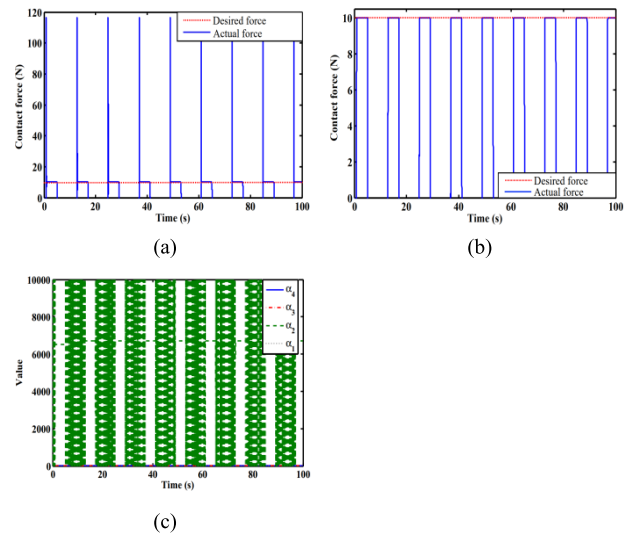 140
120
100
80
60
40
20
0
Contact force (N)
Desired force
Actual force
0 20 40 60 80 100
Time (s)
(a)
10
8
6
4
2
0
Contact force (N)
Desired force
Actual force
0 20 40 60 80 100
Time (s)
(b)
10000
8000
6000
4000
2000
0
Value
α4
α3
α2
α1
0 20 40 60 80 100
Time (s)
(c)